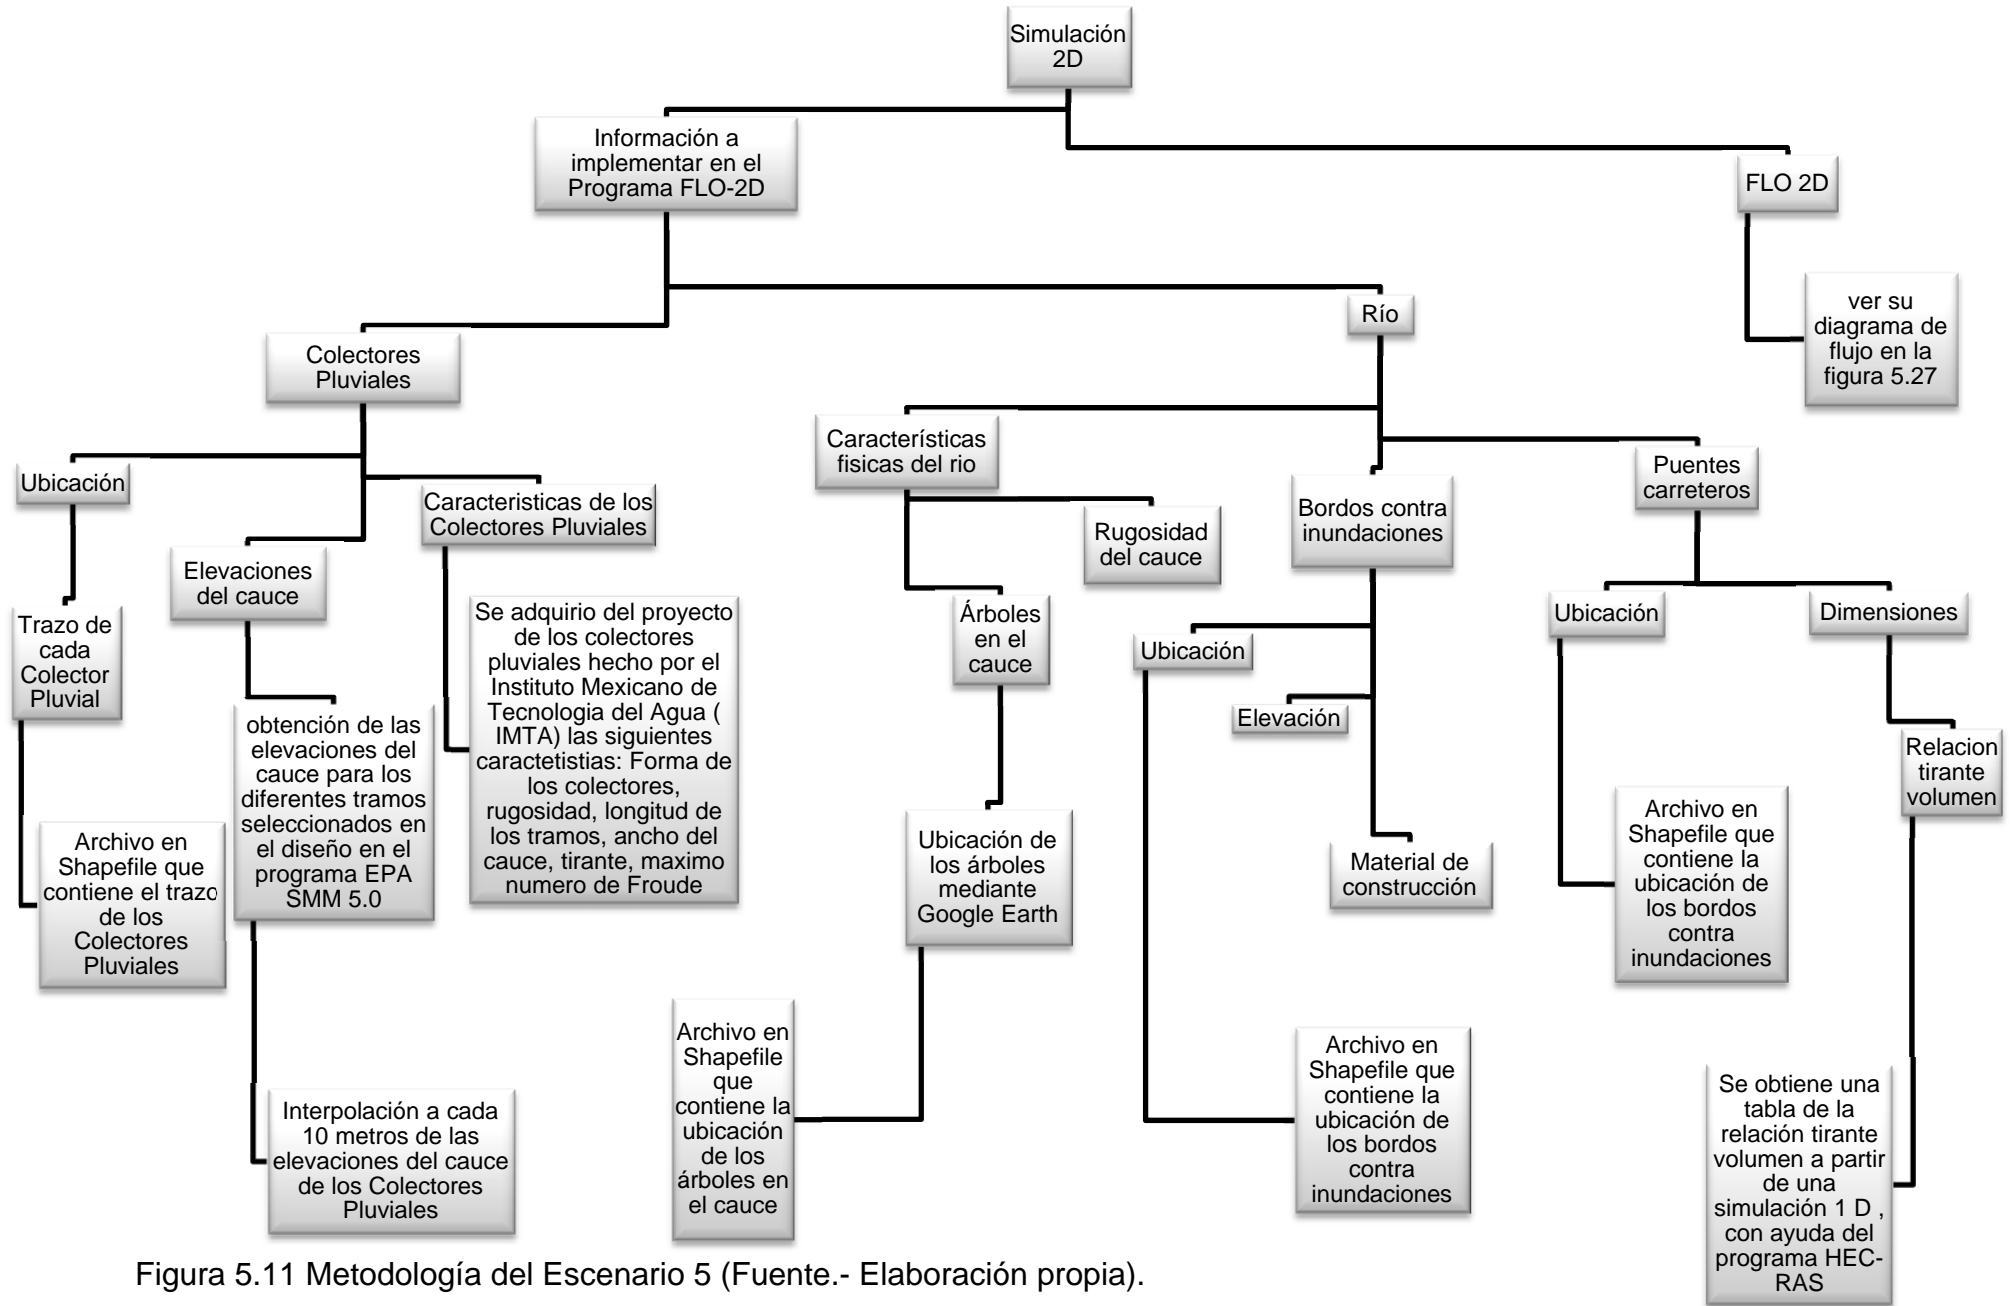 Simulación
2D
Información a
implementar en el
Programa FLO-2D
FLO 2D
ver su
diagrama de
flujo en la
figura 5.27
Colectores
Pluviales
Río
Ubicación
Trazo de
cada
Colector
Pluvial
Archivo en
Shapefile que
contiene el trazo
de los
Colectores
Pluviales
Elevaciones
del cauce
obtención de las
elevaciones del
cauce para los
diferentes tramos
seleccionados en
el diseño en el
programa EPA
SMM 5.0
Interpolación a cada
10 metros de las
elevaciones del cauce
de los Colectores
Pluviales
Caracteristicas de los
Colectores Pluviales
Se adquirio del proyecto
de los colectores
pluviales hecho por el
Instituto Mexicano de
Tecnologia del Agua (
IMTA) las siguientes
caractetistias: Forma de
los colectores,
rugosidad, longitud de
los tramos, ancho del
cauce, tirante, maximo
numero de Froude
Característísticas
fisicas del rio
Rugosidad
del cauce
Árboles
en el
cauce
Ubicación de
los árboles
mediante
Google Earth
Archivo en
Shapefile
que
contiene la
ubicación
de los
árboles en
el cauce
Bordos contra
inundaciones
Ubicación
Elevación
Material de
construcción
Archivo en
Shapefile que
contiene la
ubicación de
los bordos
contra
inundaciones
Puentes
carreteros
Ubicación
Archivo en
Shapefile que
contiene la
ubicación de
los bordos
contra
inundaciones
Dimensiones
Relacion
tirante
volumen
Se obtiene una
tabla de la
relación tirante
volumen a partir
de una
simulación 1 D ,
con ayuda del
programa HEC-
RAS
Figura 5.11 Metodología del Escenario 5 (Fuente.- Elaboración propia).